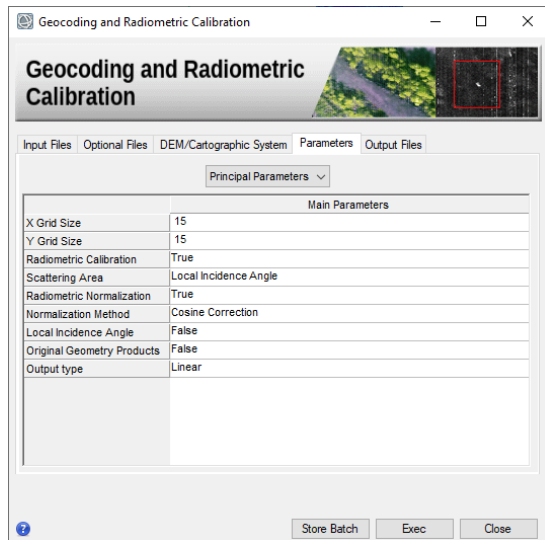 Geocoding and Radiometric Calibration
Geocoding and Radiometric
Calibration
Input Files Optional Files DEM/Cartographic System Parameters Output Files
Principal Parameters
Main Parameters
X Grid Size 15
Y Grid Size 15
Radiometric Calibration True
Scattering Area Local Incidence Angle
Radiometric Normalization True
Normalization Method Cosine Correction
Local Incidence Angle False
Original Geometry Products False
Output type Linear
? Store Batch Exec Close